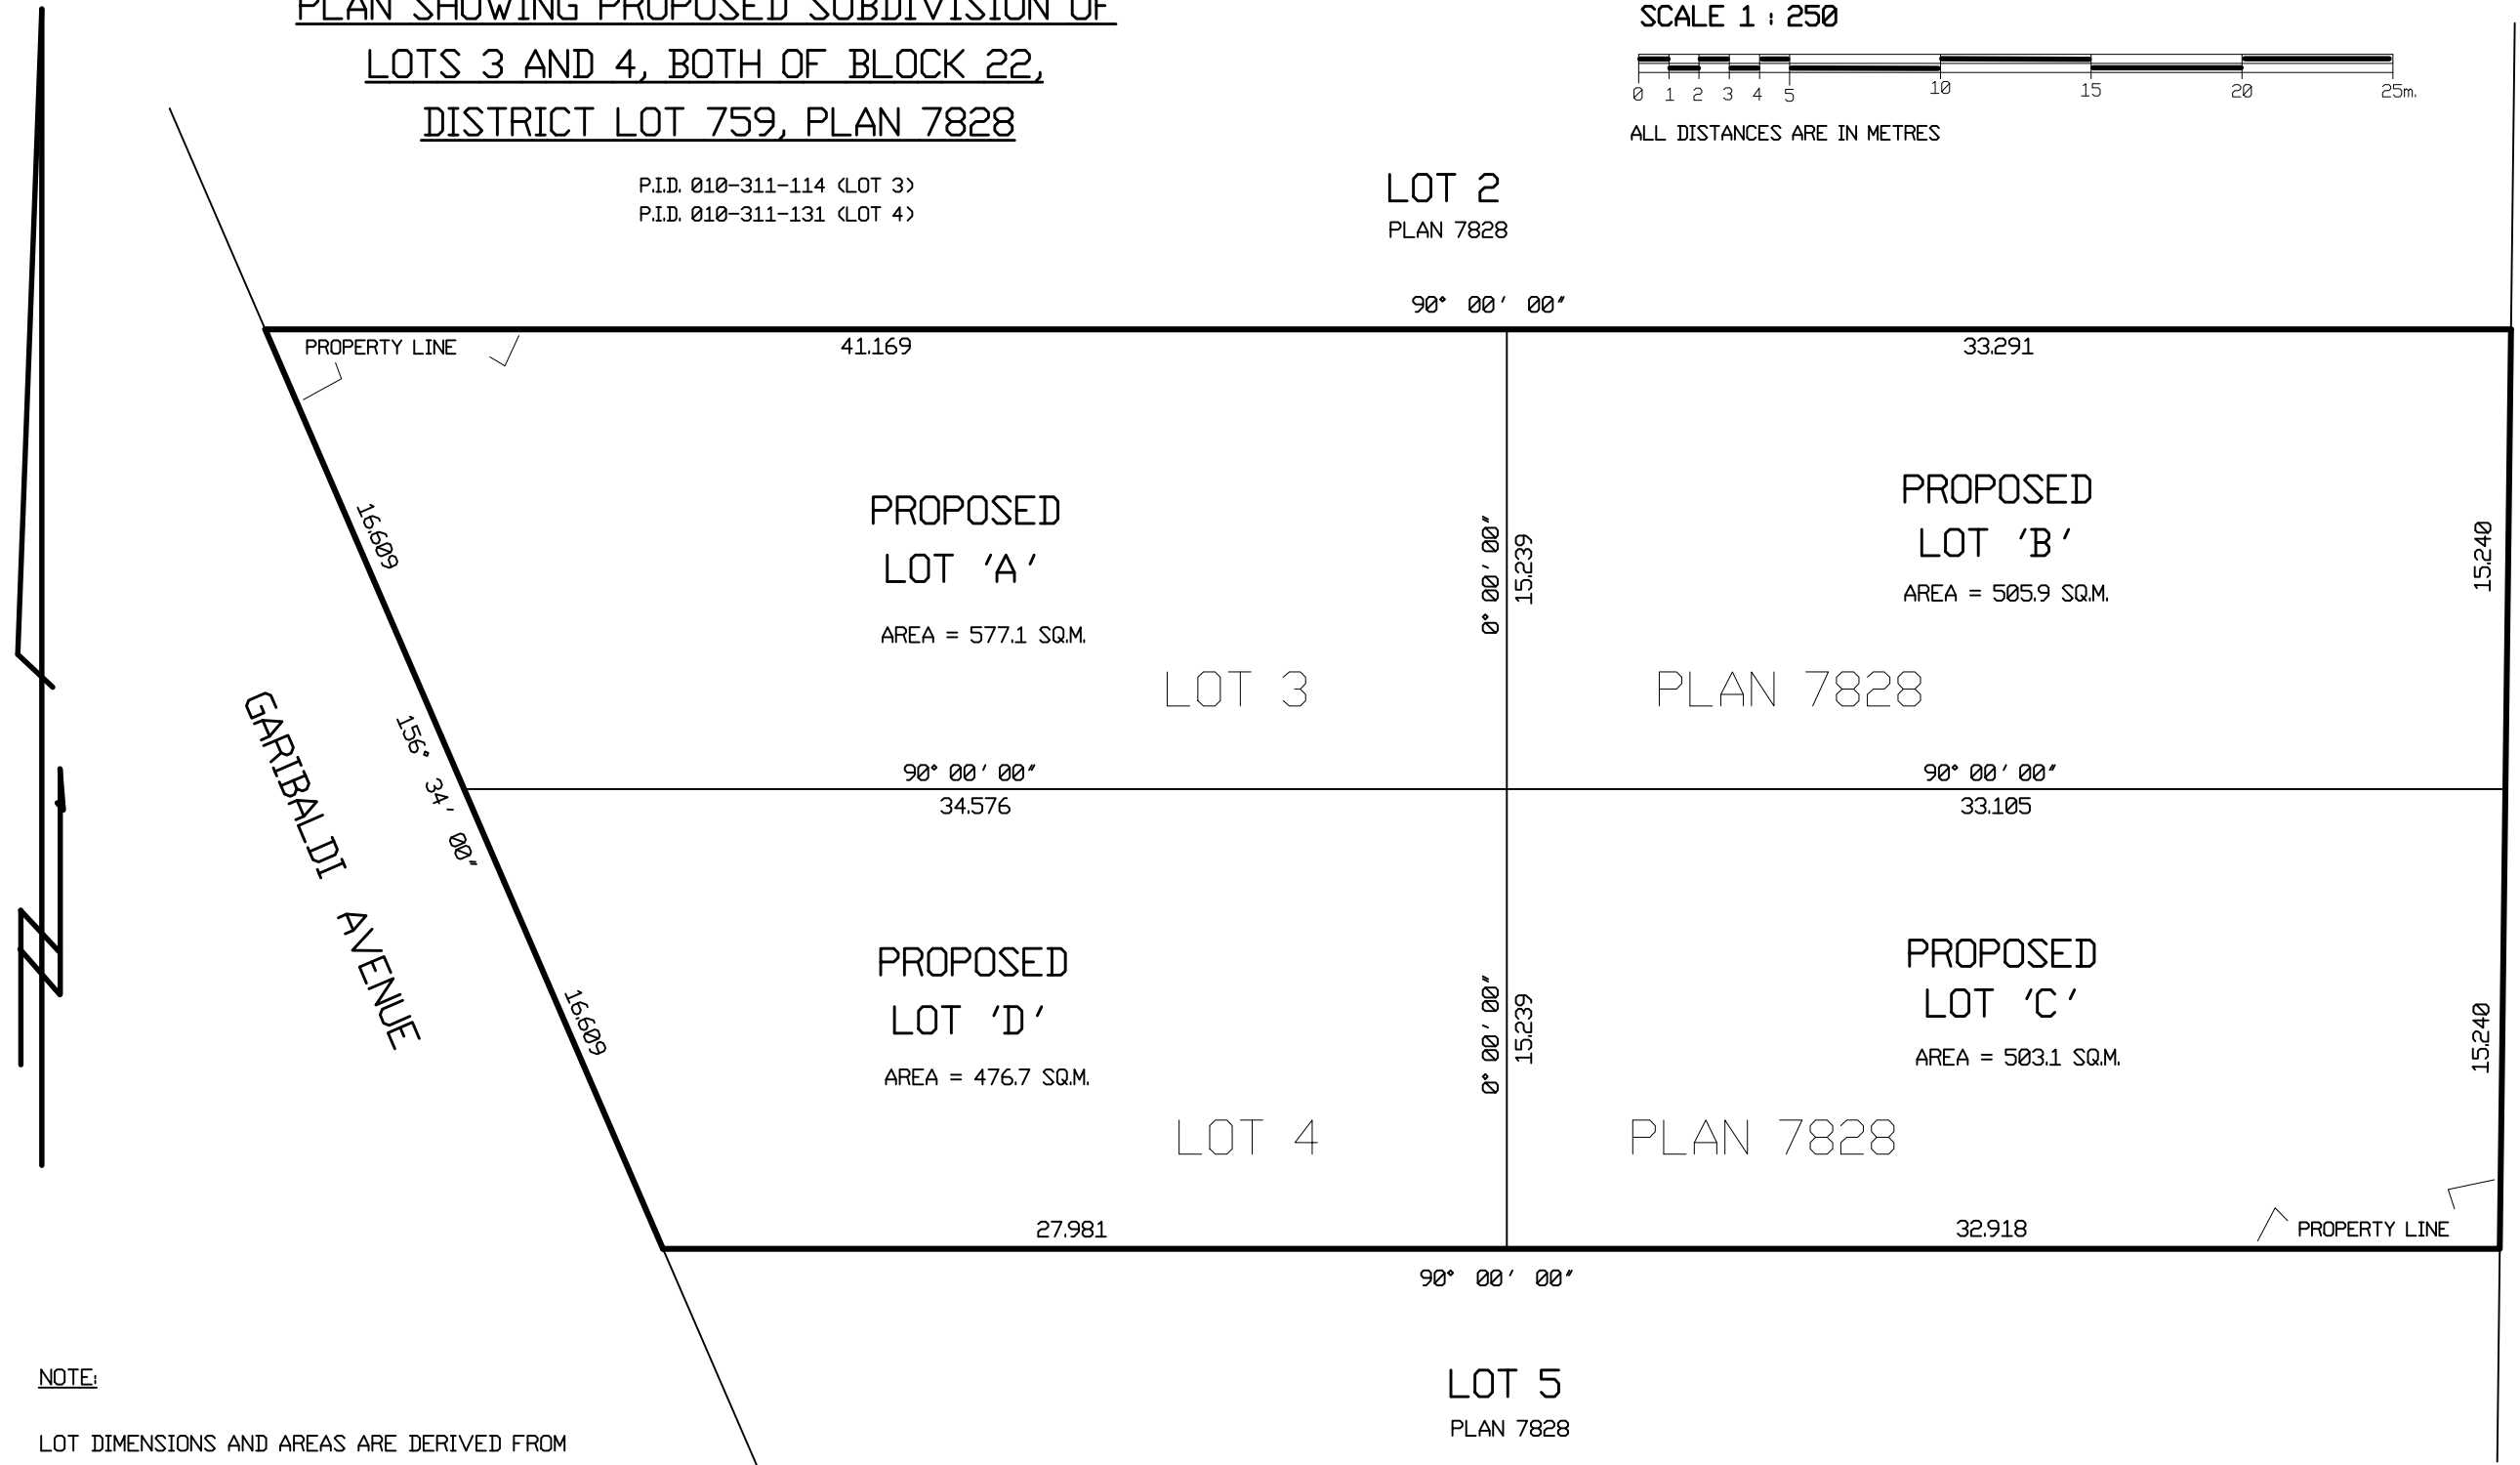 PLAN SHOWING PROPOSED SUBDIVISION OF
LOTS 3 AND 4, BOTH OF BLOCK 22,
DISTRICT LOT 759, PLAN 7828
P.I.D. 010-311-114 (LOT 3)
P.I.D. 010-311-131 (LOT 4)
SCALE 1 : 250
0 1 2 3 4 5 10 15 20 25m.
ALL DISTANCES ARE IN METRES
LOT 2
PLAN 7828
90° 00' 00"
PROPERTY LINE
41.169
33.291
16.609
PROPOSED
LOT 'A'
AREA = 577.1 SQ.M.
0° 00' 00"
15.239
PROPOSED
LOT 'B'
AREA = 505.9 SQ.M.
15.240
LOT 3
PLAN 7828
GARIBALDI AVENUE
156° 34' 00"
90° 00' 00"
34.576
90° 00' 00"
33.105
16.609
PROPOSED
LOT 'D'
AREA = 476.7 SQ.M.
0° 00' 00"
15.239
PROPOSED
LOT 'C'
AREA = 503.1 SQ.M.
15.240
LOT 4
PLAN 7828
27.981
32.918
PROPERTY LINE
90° 00' 00"
LOT 5
PLAN 7828
NOTE:
LOT DIMENSIONS AND AREAS ARE DERIVED FROM